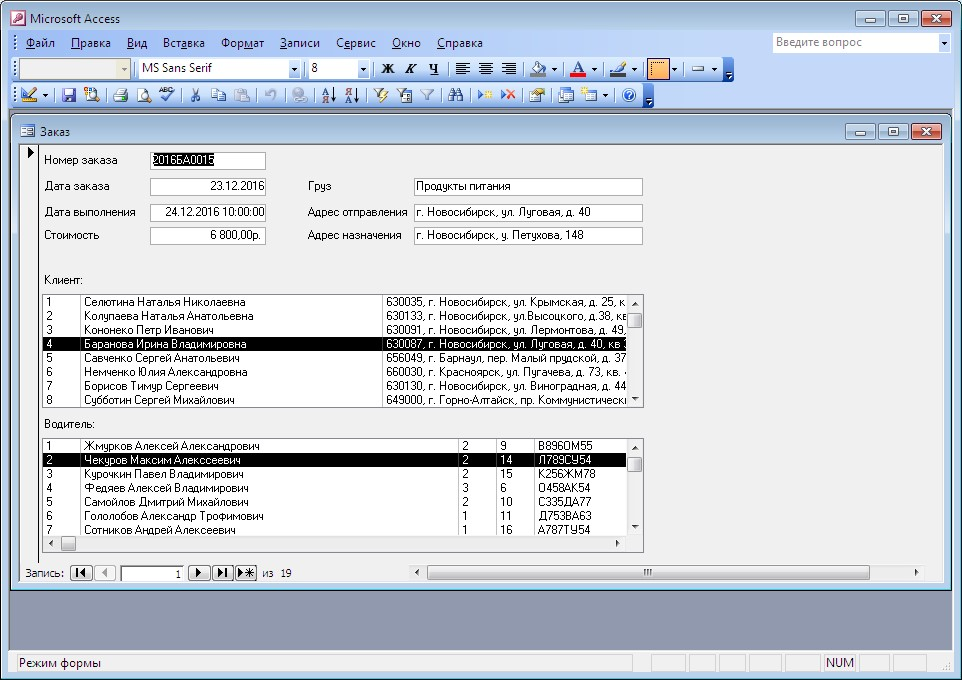 Microsoft Access
Файл Правка Вид Вставка Формат Записи Сервис Окно Справка Введите вопрос
MS Sans Serif 8 Ж К Ч
Заказ
Номер заказа 2016БА0015
Дата заказа 23.12.2016 Груз Продукты питания
Дата выполнения 24.12.2016 10:00:00 Адрес отправления г. Новосибирск, ул. Луговая, д. 40
Стоимость 6 800,00р. Адрес назначения г. Новосибирск, у. Петухова, 148
Клиент:
1 Селютина Наталья Николаевна 630035, г. Новосибирск, ул. Крымская, д. 25, к
2 Колупаева Наталья Анатольевна 630133, г. Новосибирск, ул.Высоцкого, д.38, кв
3 Кононеко Петр Иванович 630091, г. Новосибирск, ул. Лермонтова, д. 49,
4 Баранова Ирина Владимировна 630087, г. Новосибирск, ул. Луговая, д. 40, кв
5 Савченко Сергей Анатольевич 656049, г. Барнаул, пер. Малый прудской, д. 37
6 Немченко Юлия Александровна 660030, г. Красноярск, ул. Пугачева, д. 73, кв.
7 Борисов Тимур Сергеевич 630130, г. Новосибирск, ул. Виноградная, д. 44
8 Субботин Сергей Михайлович 649000, г. Горно-Алтайск, пр. Коммунистически
Водитель:
1 Жмурков Алексей Александрович 2 9 В896ОМ55
2 Чекуров Максим Алекссеевич 2 14 Л789СУ54
3 Курочкин Павел Владимирович 2 15 К256ЖМ78
4 Федяев Алексей Владимирович 3 6 О458АК54
5 Самойлов Дмитрий Михайлович 2 10 С335ДА77
6 Гололобов Александр Трофимович 1 11 Д753ВА63
7 Сотников Андрей Алексеевич 1 16 А787ТУ54
Запись: 1 из 19
Режим формы NUM